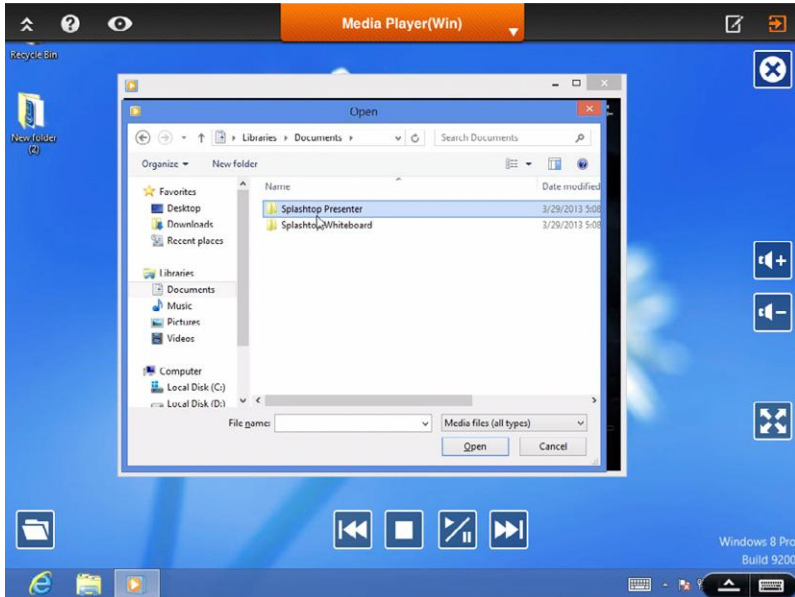 Media Player(Win)
Recycle Bin
New folder
(2)
Open
Libraries Documents
Search Documents
Organize
New folder
Name
Date modified
Favorites
Desktop
Downloads
Recent places
Libraries
Documents
Music
Pictures
Videos
Computer
Local Disk (C:)
Local Disk (D:)
Splashtop Presenter
3/29/2013 5:08
Splashtop Whiteboard
3/29/2013 5:08
File name:
Media files (all types)
Open
Cancel
Windows 8 Pro
Build 9200